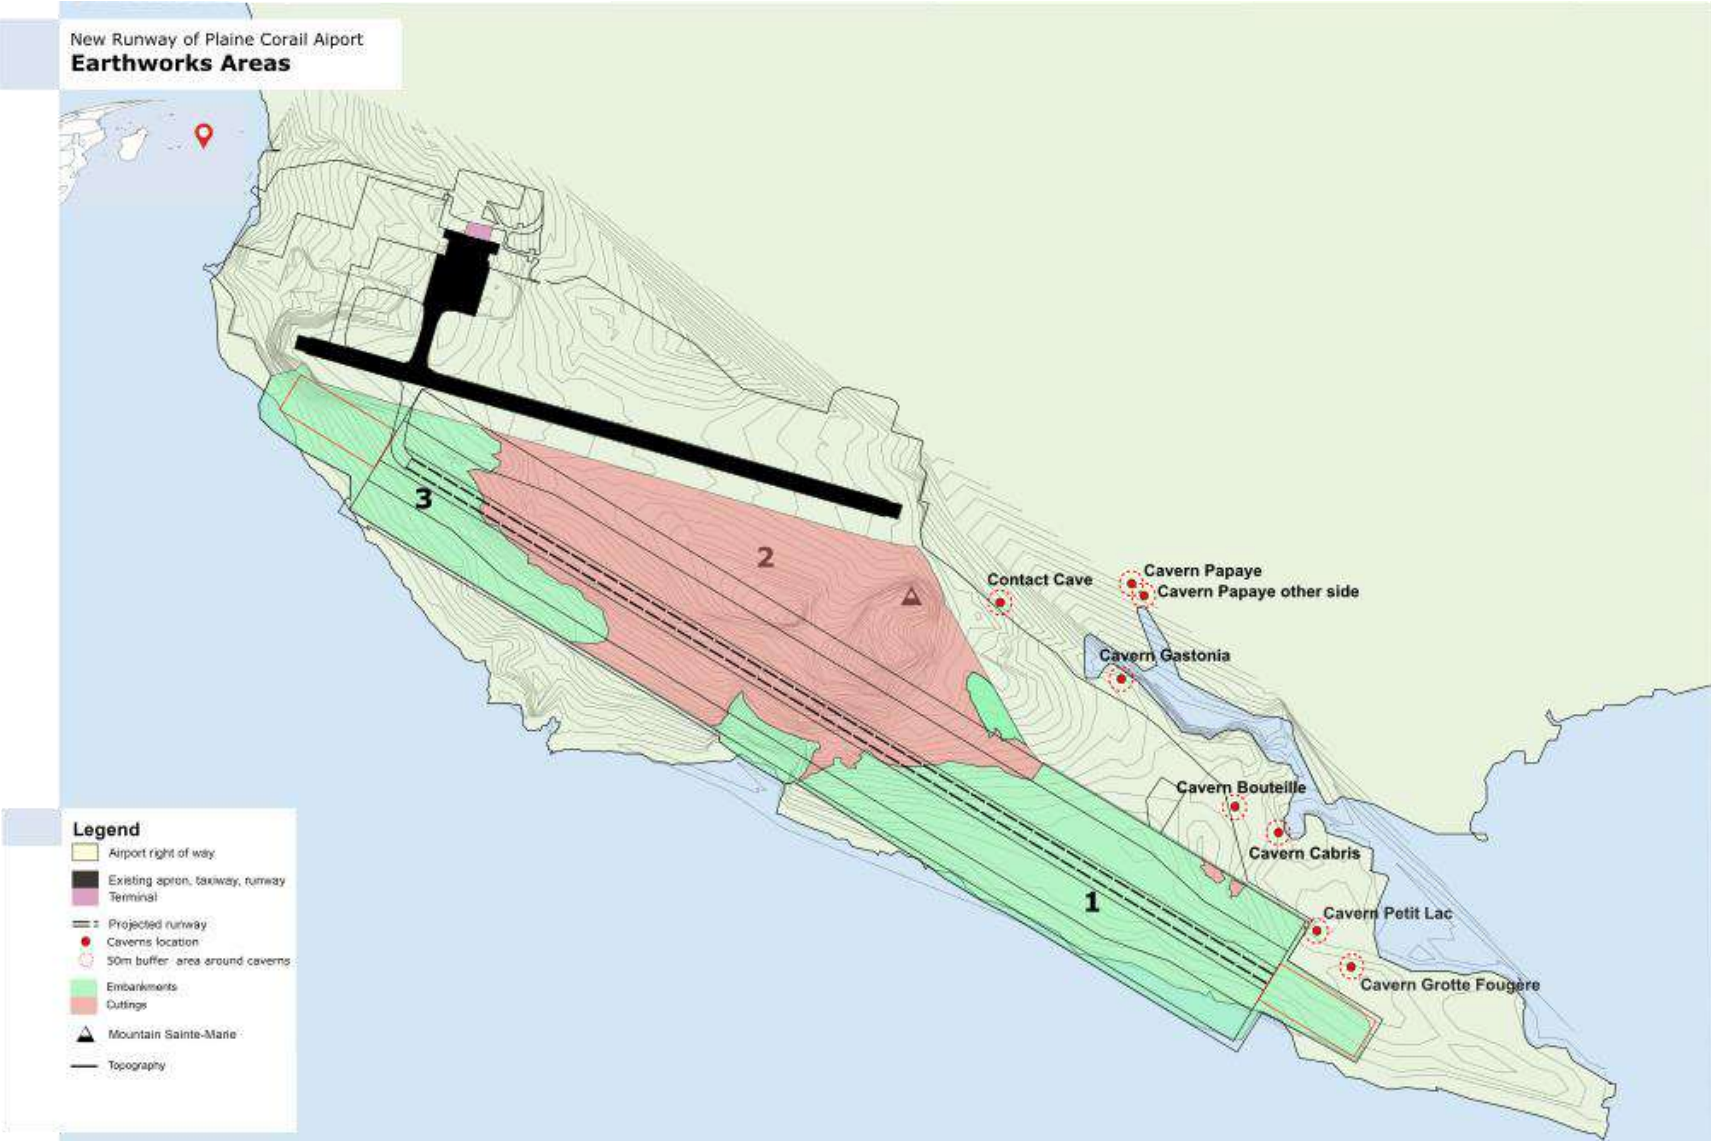 New Runway of Plaine Corail Aiport
Earthworks Areas
3
2
Contact Cave
Cavern Papaye
Cavern Papaye other side
Cavern Gastonia
Cavern Bouteille
Cavern Cabris
1
Cavern Petit Lac
Cavern Grotte Fougère
Legend
Airport right of way
Existing apron, taxiway, runway
Terminal
Projected runway
Caverns location
50m buffer area around caverns
Embankments
Cuttings
Mountain Sainte-Marie
Topography